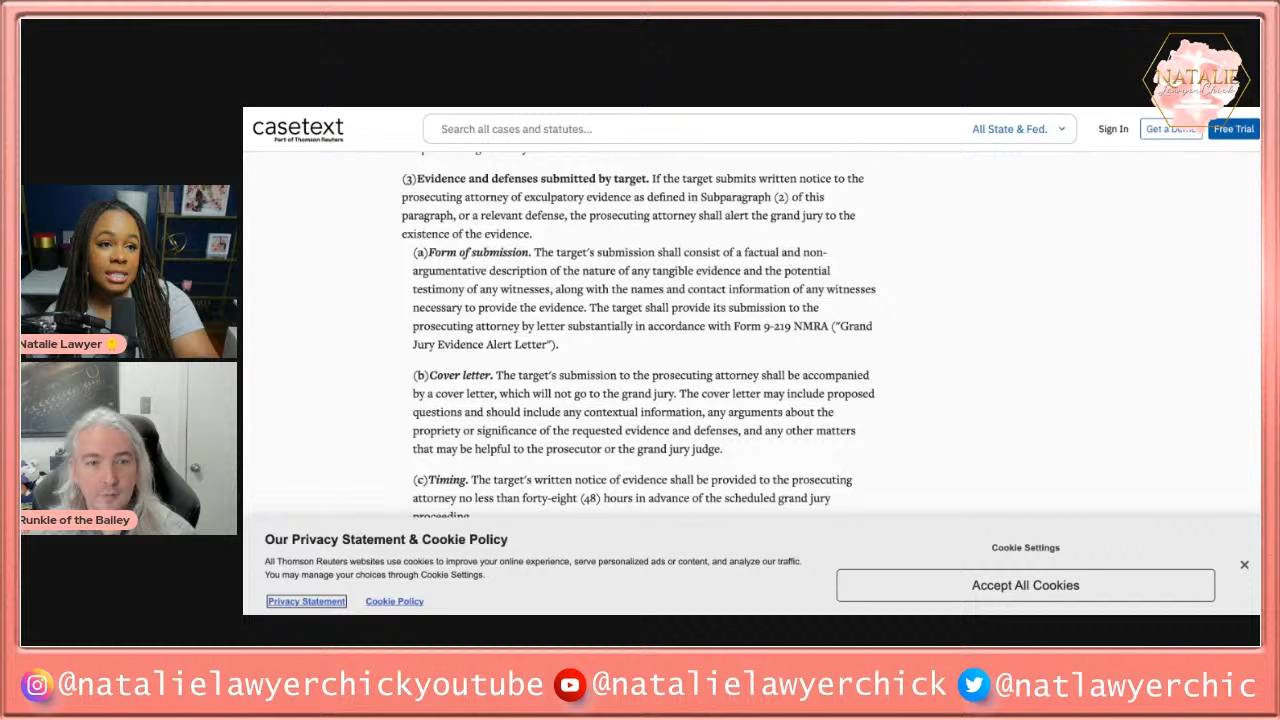 NATALIE
LawyerChick
casetext
Part of Thomson Reuters
Search all cases and statutes...
All State & Fed.
Sign In
Get a Demo
Free Trial
(3)Evidence and defenses submitted by target. If the target submits written notice to the
prosecuting attorney of exculpatory evidence as defined in Subparagraph (2) of this
paragraph, or a relevant defense, the prosecuting attorney shall alert the grand jury to the
existence of the evidence.
(a)Form of submission. The target's submission shall consist of a factual and non-
argumentative description of the nature of any tangible evidence and the potential
testimony of any witnesses, along with the names and contact information of any witnesses
necessary to provide the evidence. The target shall provide its submission to the
prosecuting attorney by letter substantially in accordance with Form 9-219 NMRA ("Grand
Jury Evidence Alert Letter").
(b)Cover letter. The target's submission to the prosecuting attorney shall be accompanied
by a cover letter, which will not go to the grand jury. The cover letter may include proposed
questions and should include any contextual information, any arguments about the
propriety or significance of the requested evidence and defenses, and any other matters
that may be helpful to the prosecutor or the grand jury judge.
(c)Timing. The target's written notice of evidence shall be provided to the prosecuting
attorney no less than forty-eight (48) hours in advance of the scheduled grand jury
proceeding.
Natalie Lawyer
Runkle of the Bailey
Our Privacy Statement & Cookie Policy
All Thomson Reuters websites use cookies to improve your online experience, serve personalized ads or content, and analyze our traffic.
You may manage your choices through Cookie Settings.
Privacy Statement
Cookie Policy
Cookie Settings
Accept All Cookies
@natalielawyerchickyoutube
@natalielawyerchick
@natlawyerchic